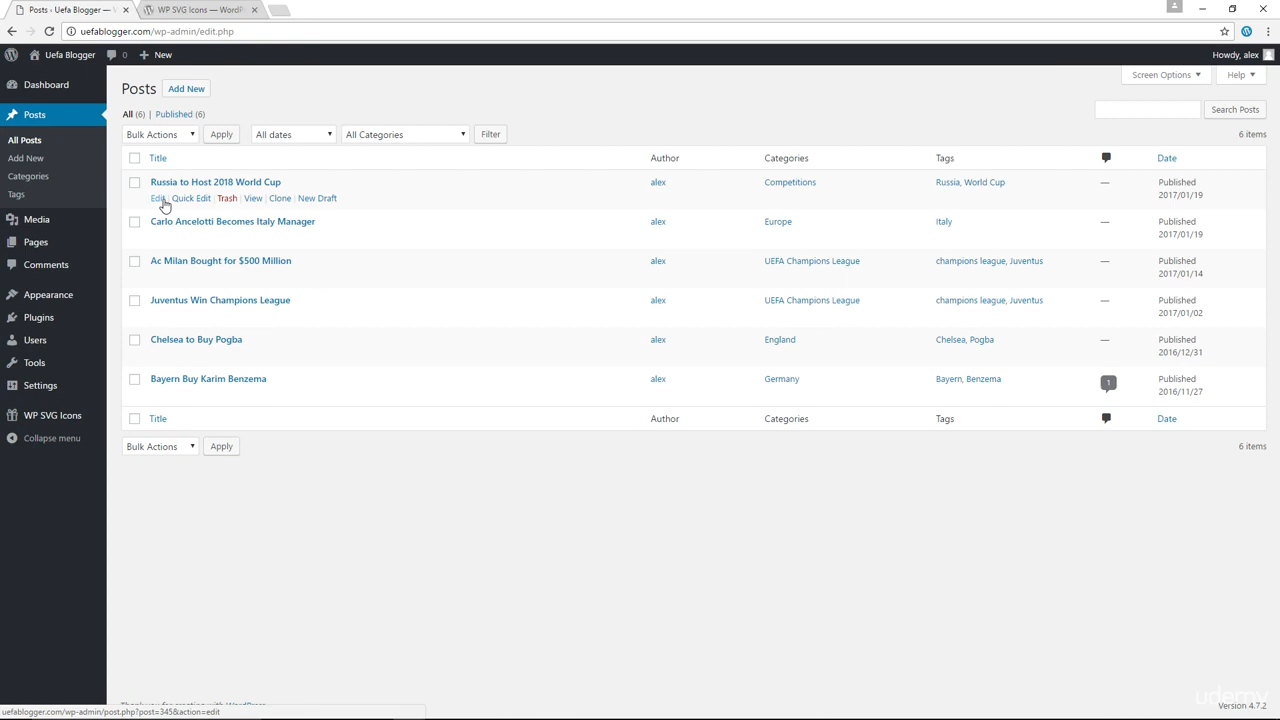 Posts ‹ Uefa Blogger — W
WP SVG Icons — WordP
uefablogger.com/wp-admin/edit.php
Uefa Blogger 0 New Howdy, alex
Dashboard
Posts
All Posts
Add New
Categories
Tags
Media
Pages
Comments
Appearance
Plugins
Users
Tools
Settings
WP SVG Icons
Collapse menu
Screen Options Help
Posts Add New
All (6) | Published (6)
Search Posts
Bulk Actions Apply All dates All Categories Filter 6 items
Title Author Categories Tags Date
Russia to Host 2018 World Cup alex Competitions Russia, World Cup — Published
2017/01/19
Edit | Quick Edit | Trash | View | Clone | New Draft
Carlo Ancelotti Becomes Italy Manager alex Europe Italy — Published
2017/01/19
Ac Milan Bought for $500 Million alex UEFA Champions League champions league, Juventus — Published
2017/01/14
Juventus Win Champions League alex UEFA Champions League champions league, Juventus — Published
2017/01/02
Chelsea to Buy Pogba alex England Chelsea, Pogba — Published
2016/12/31
Bayern Buy Karim Benzema alex Germany Bayern, Benzema 1 Published
2016/11/27
Title Author Categories Tags Date
Bulk Actions Apply 6 items
Thank you for creating with WordPress.
Version 4.7.2
uefablogger.com/wp-admin/post.php?post=345&action=edit
udemy